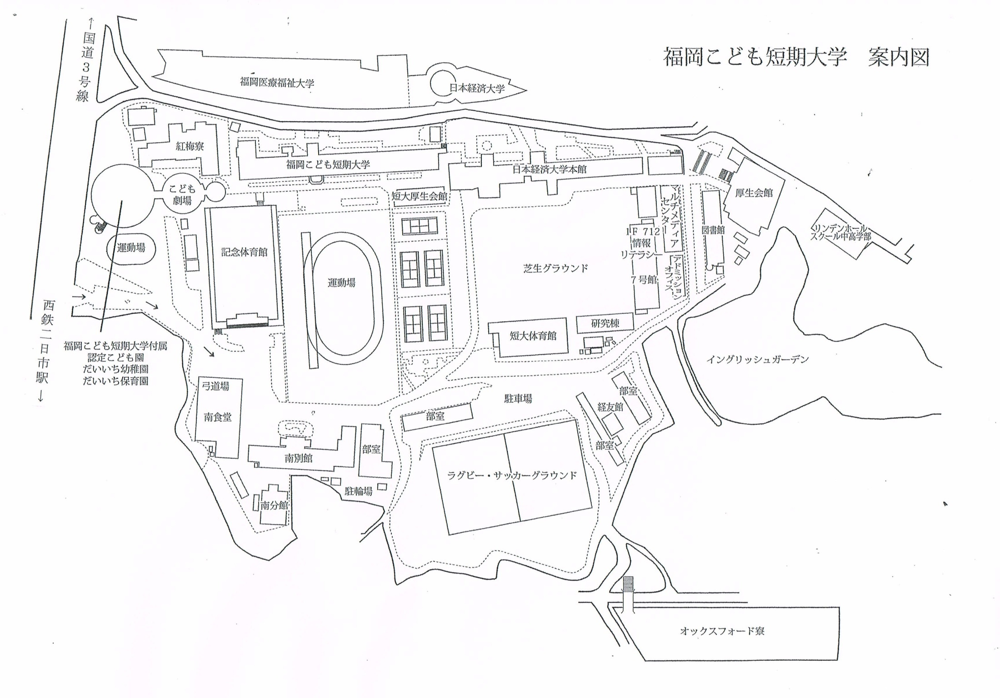 福岡こども短期大学 案内図
↑国道3号線
福岡医療福祉大学
日本経済大学
紅梅寮
福岡こども短期大学
日本経済大学本館
こども
劇場
短大厚生会館
マルチメディア
センター
厚生会館
リンデンホール
スクール中高学部
図書館
1F 712
情報
リテラシー
7号館
アドミッション
オフィス
運動場
記念体育館
運動場
芝生グラウンド
西鉄二日市駅↓
福岡こども短期大学付属
認定こども園
だいいち幼稚園
だいいち保育園
短大体育館
研究棟
イングリッシュガーデン
弓道場
南食堂
駐車場
部室
部室
経友館
部室
南別館
部室
ラグビー・サッカーグラウンド
駐輪場
南分館
オックスフォード寮